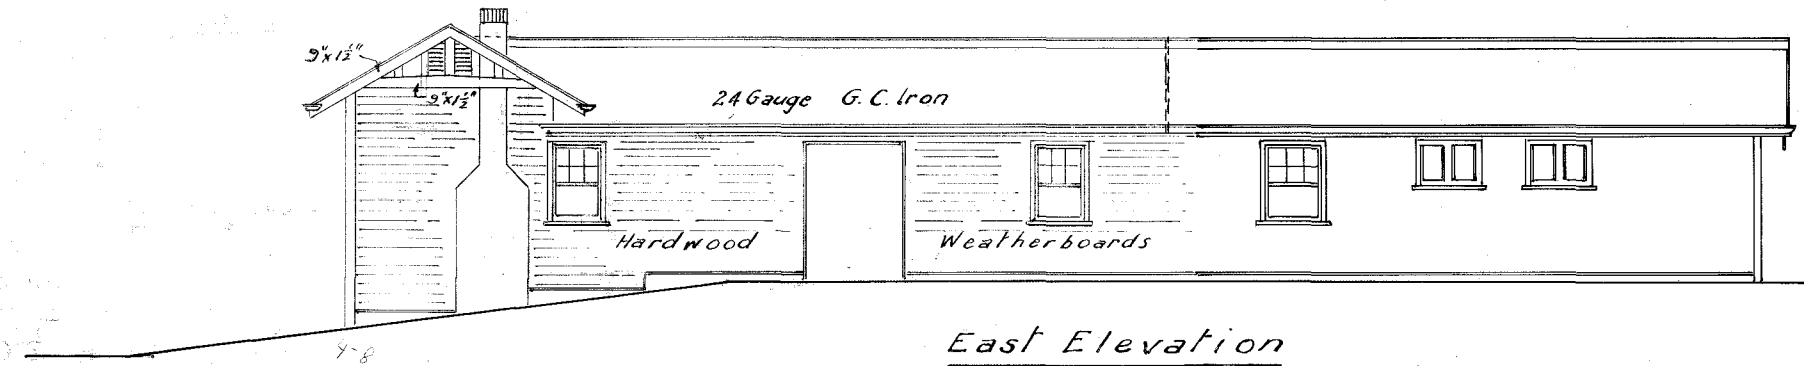 9"x1½"
9"x1½"
24 Gauge G.C. Iron
Hardwood Weatherboards
East Elevation
4-8